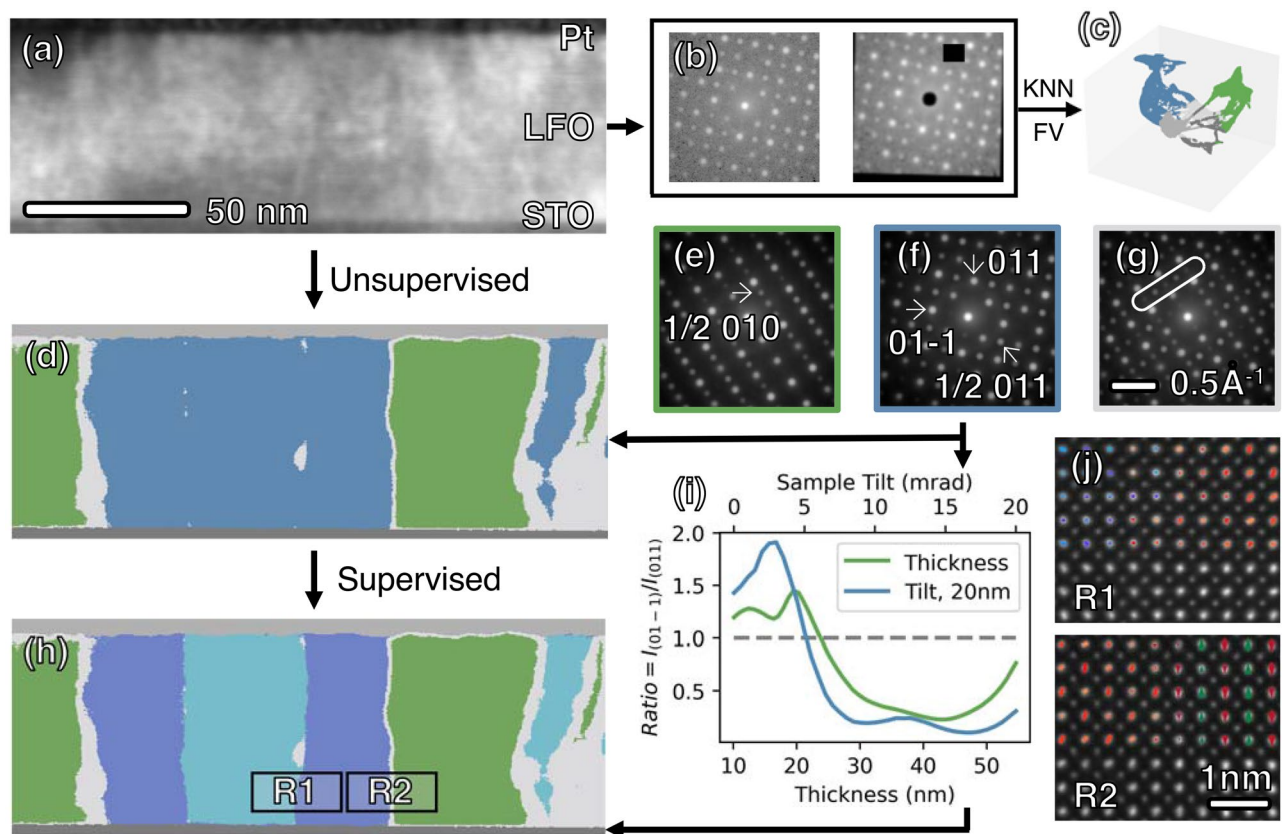 (a)
Pt
LFO
STO
50 nm
(b)
KNN
FV
(c)
Unsupervised
(d)
(e)
1/2 010
(f)
011
01-1
1/2 011
(g)
0.5Å⁻¹
Supervised
(h)
R1
R2
(i)
Sample Tilt (mrad)
0 5 10 15 20
2.0
1.5
1.0
0.5
Ratio = I(01−1)/I(011)
Thickness
Tilt, 20nm
10 20 30 40 50
Thickness (nm)
(j)
R1
R2
1nm